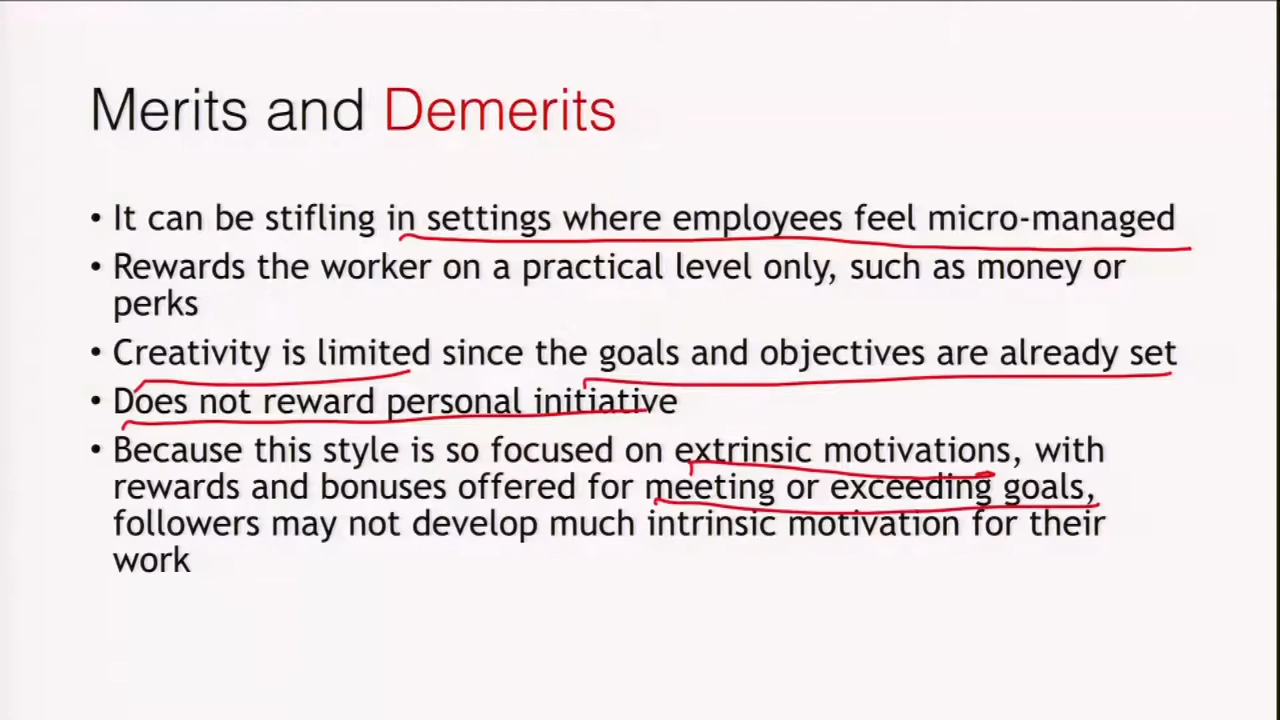 Merits and Demerits
• It can be stifling in settings where employees feel micro-managed
• Rewards the worker on a practical level only, such as money or
perks
• Creativity is limited since the goals and objectives are already set
• Does not reward personal initiative
• Because this style is so focused on extrinsic motivations, with
rewards and bonuses offered for meeting or exceeding goals,
followers may not develop much intrinsic motivation for their
work